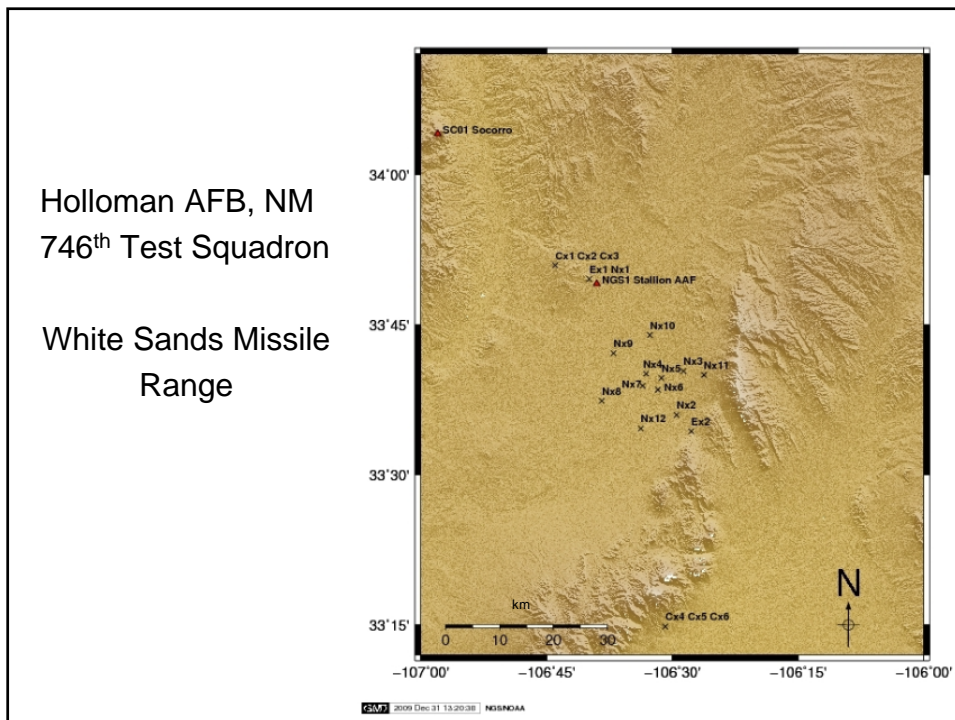 Holloman AFB, NM
746th Test Squadron
White Sands Missile
Range
SC01 Socorro
34°00'
Cx1 Cx2 Cx3
Ex1 Nx1
NGS1 Stallion AAF
33°45'
Nx10
Nx9
Nx4
Nx5
Nx3
Nx11
Nx7
Nx6
Nx8
Nx2
Nx12
Ex2
33°30'
km
N
Cx4 Cx5 Cx6
33°15'
0 10 20 30
−107°00' −106°45' −106°30' −106°15' −106°00'
GMT 2009 Dec 31 13:20:38 NGS/NOAA